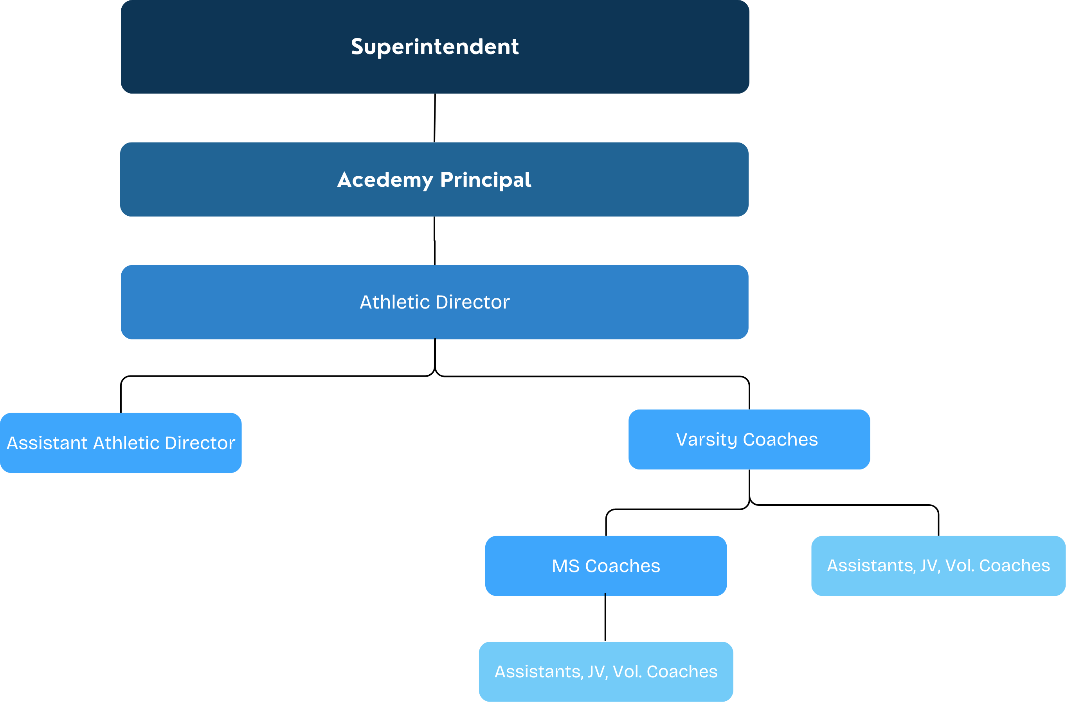 Superintendent
Acedemy Principal
Athletic Director
Assistant Athletic Director
Varsity Coaches
MS Coaches
Assistants, JV, Vol. Coaches
Assistants, JV, Vol. Coaches